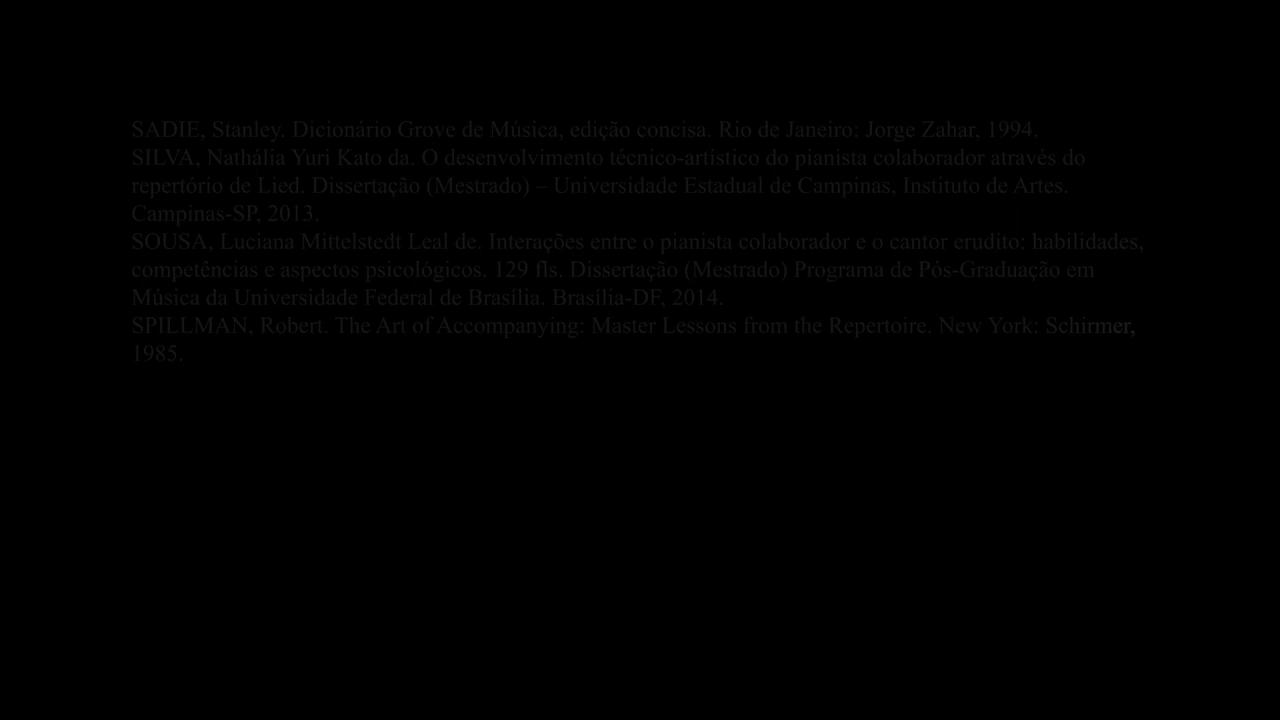 SADIE, Stanley. Dicionário Grove de Música, edição concisa. Rio de Janeiro: Jorge Zahar, 1994.
SILVA, Nathália Yuri Kato da. O desenvolvimento técnico-artístico do pianista colaborador através do
repertório de Lied. Dissertação (Mestrado) – Universidade Estadual de Campinas, Instituto de Artes.
Campinas-SP, 2013.
SOUSA, Luciana Mittelstedt Leal de. Interações entre o pianista colaborador e o cantor erudito: habilidades,
competências e aspectos psicológicos. 129 fls. Dissertação (Mestrado) Programa de Pós-Graduação em
Música da Universidade Federal de Brasília. Brasília-DF, 2014.
SPILLMAN, Robert. The Art of Accompanying: Master Lessons from the Repertoire. New York: Schirmer,
1985.